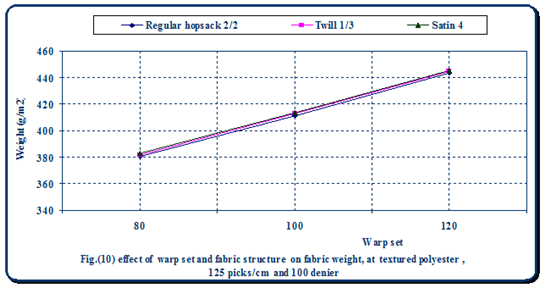 Regular hopsack 2/2 Twill 1/3 Satin 4
460
440
420
400
380
360
340
Weight (g/m2)
80 100 120
Warp set
Fig.(10) effect of warp set and fabric structure on fabric weight, at textured polyester ,
125 picks/cm and 100 denier